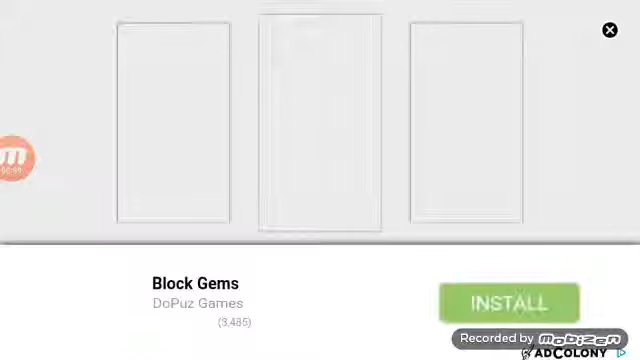 Block Gems
DoPuz Games
(3,485)
INSTALL
Recorded by MOBIZEN
ADCOLONY